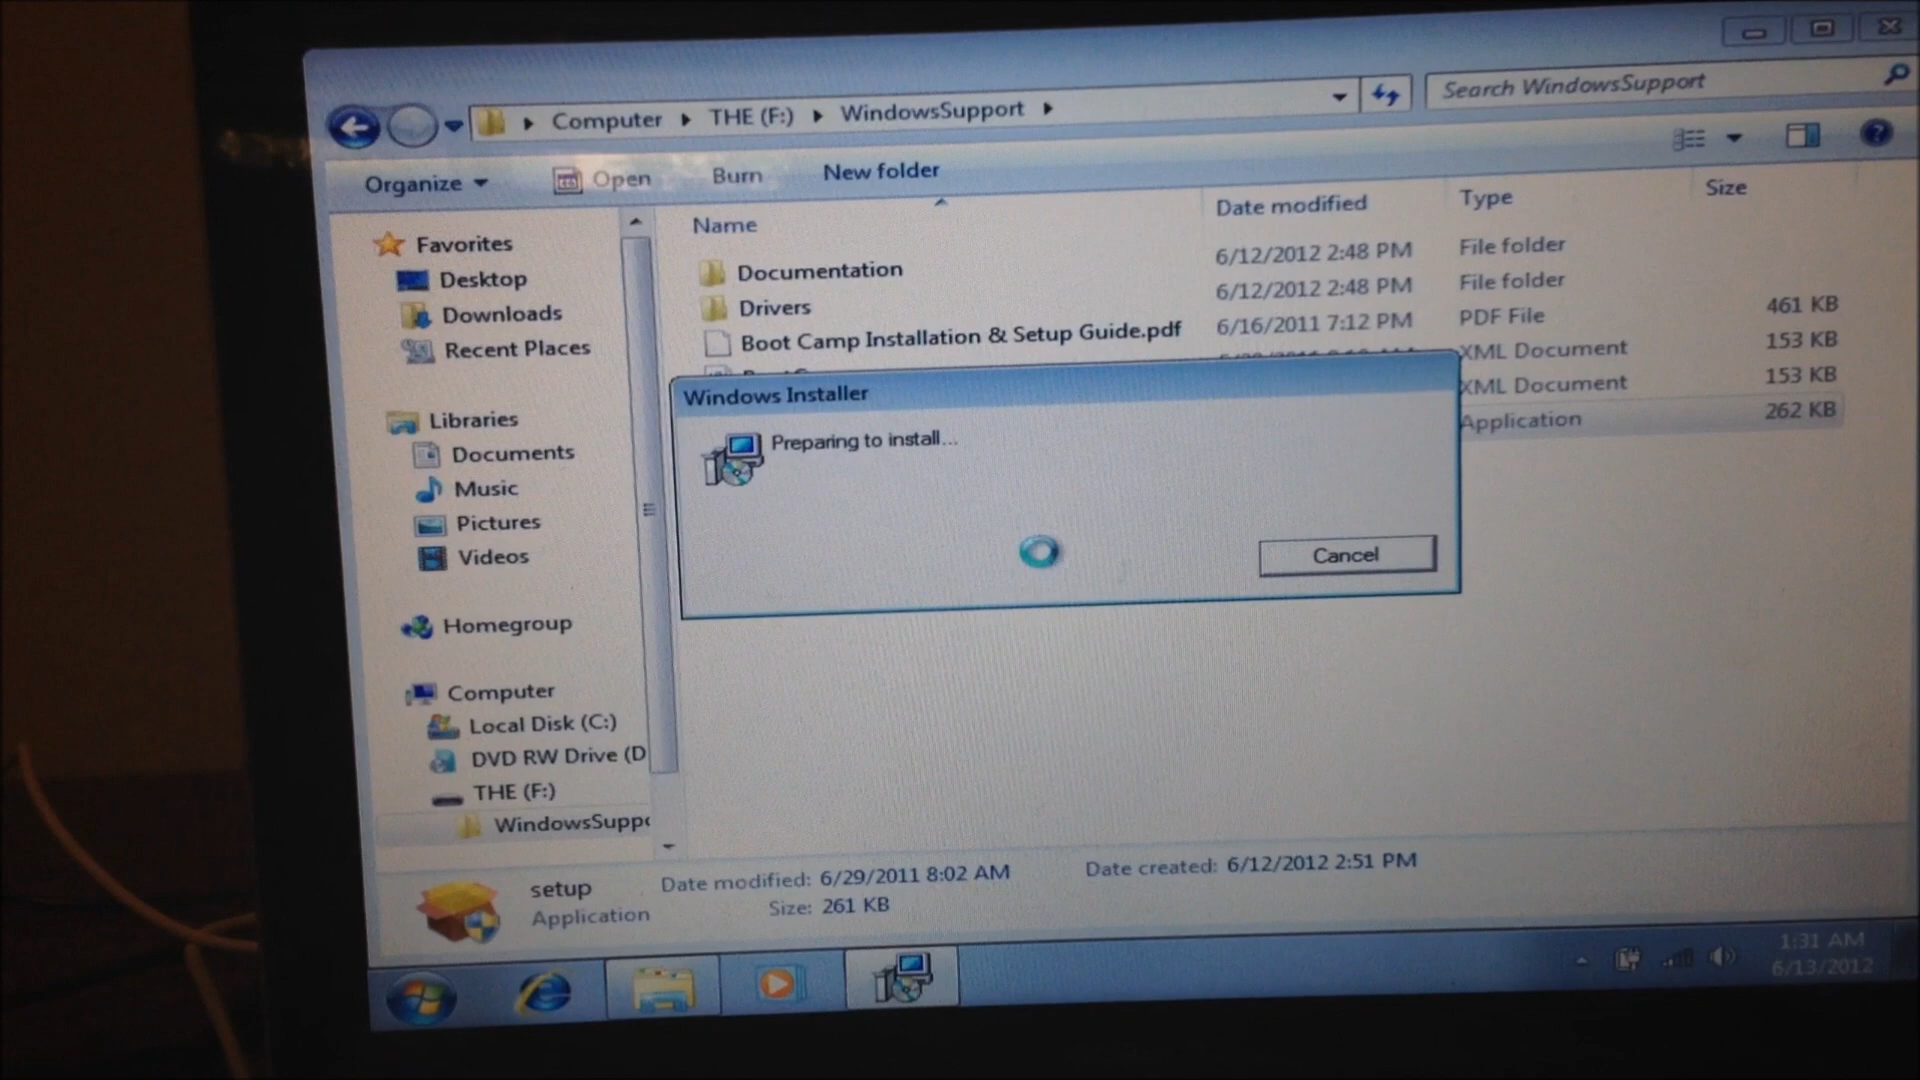 Computer ▸ THE (F:) ▸ WindowsSupport ▸
Search WindowsSupport
Organize Open Burn New folder
Name Date modified Type Size
Favorites
Desktop
Downloads
Recent Places
Libraries
Documents
Music
Pictures
Videos
Homegroup
Computer
Local Disk (C:)
DVD RW Drive (D
THE (F:)
WindowsSuppo
Documentation 6/12/2012 2:48 PM File folder
Drivers 6/12/2012 2:48 PM File folder
Boot Camp Installation & Setup Guide.pdf 6/16/2011 7:12 PM PDF File 461 KB
XML Document 153 KB
XML Document 153 KB
Application 262 KB
Windows Installer
Preparing to install...
Cancel
setup Date modified: 6/29/2011 8:02 AM Date created: 6/12/2012 2:51 PM
Application Size: 261 KB
1:31 AM
6/13/2012